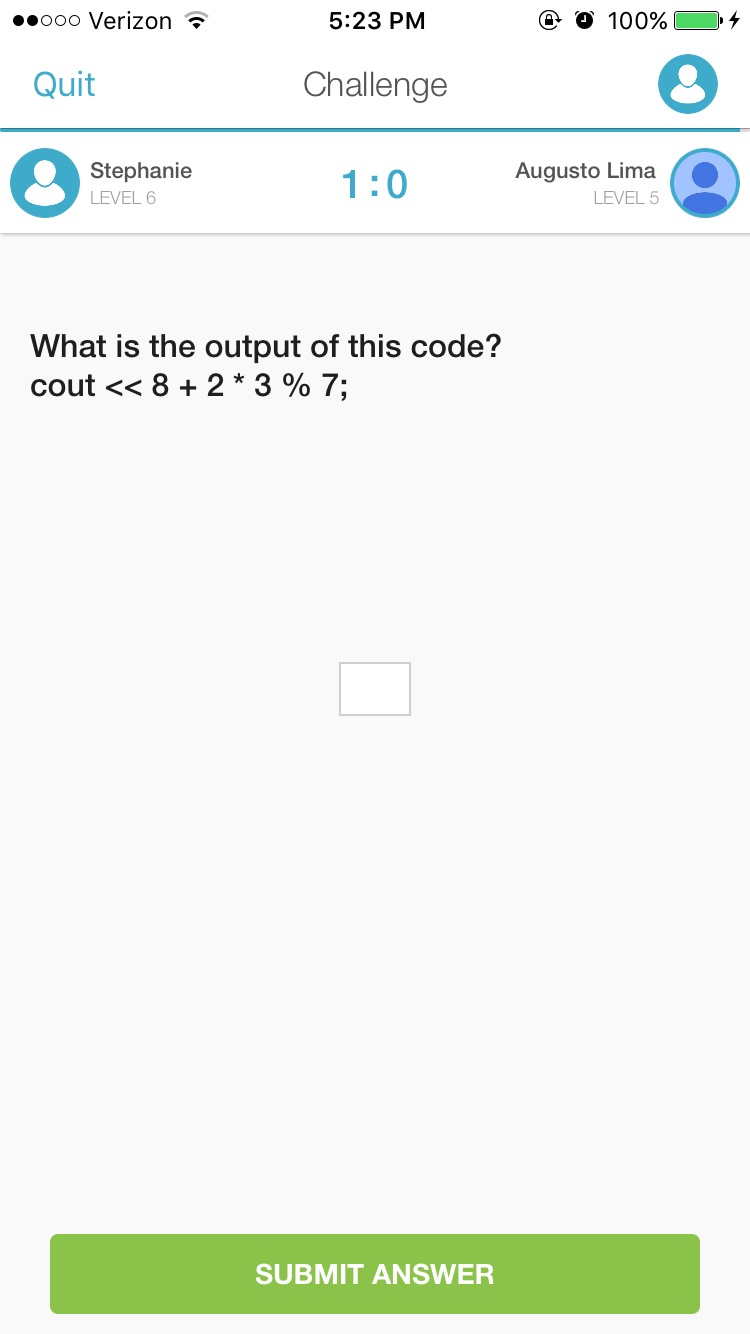 Verizon 5:23 PM 100%
Quit Challenge
Stephanie 1:0 Augusto Lima
LEVEL 6 LEVEL 5
What is the output of this code?
cout << 8 + 2 * 3 % 7;
SUBMIT ANSWER